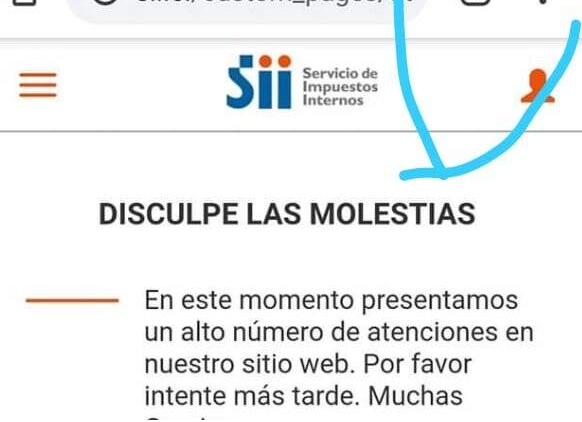 Sii Servicio de
Impuestos
Internos
DISCULPE LAS MOLESTIAS
En este momento presentamos
un alto número de atenciones en
nuestro sitio web. Por favor
intente más tarde. Muchas